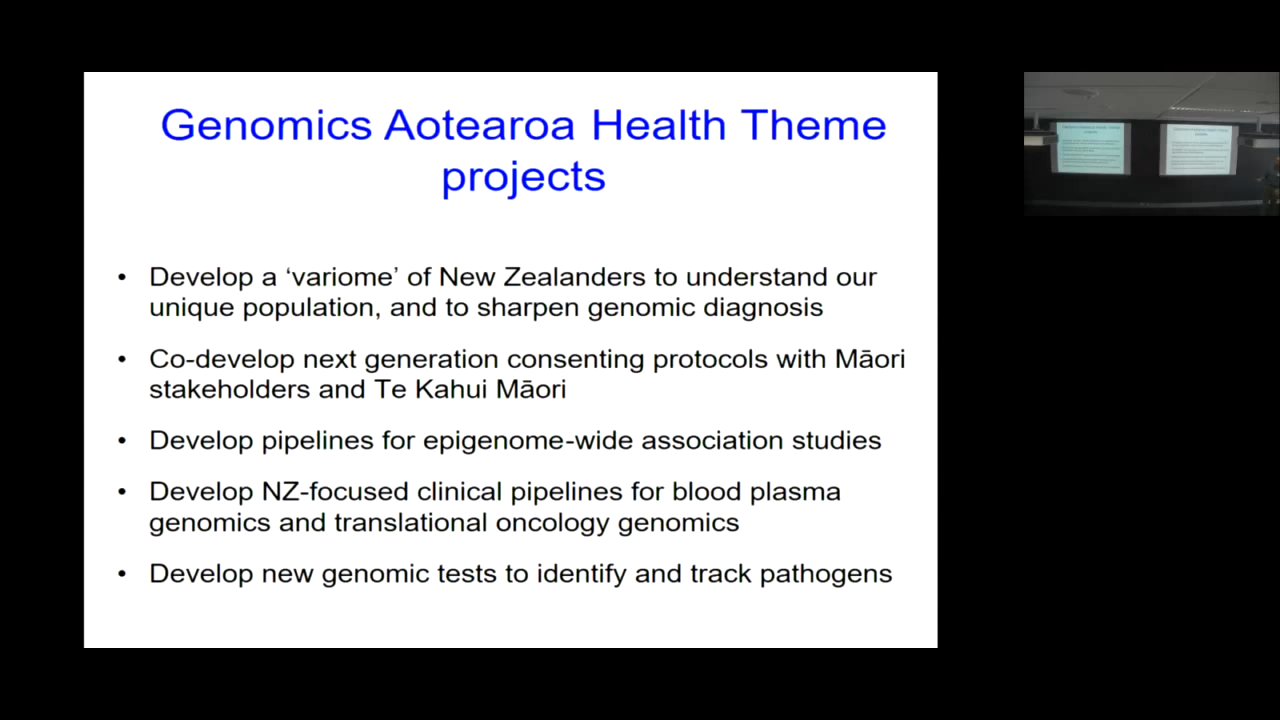 Genomics Aotearoa Health Theme
projects
• Develop a ‘variome’ of New Zealanders to understand our
unique population, and to sharpen genomic diagnosis
• Co-develop next generation consenting protocols with Māori
stakeholders and Te Kahui Māori
• Develop pipelines for epigenome-wide association studies
• Develop NZ-focused clinical pipelines for blood plasma
genomics and translational oncology genomics
• Develop new genomic tests to identify and track pathogens